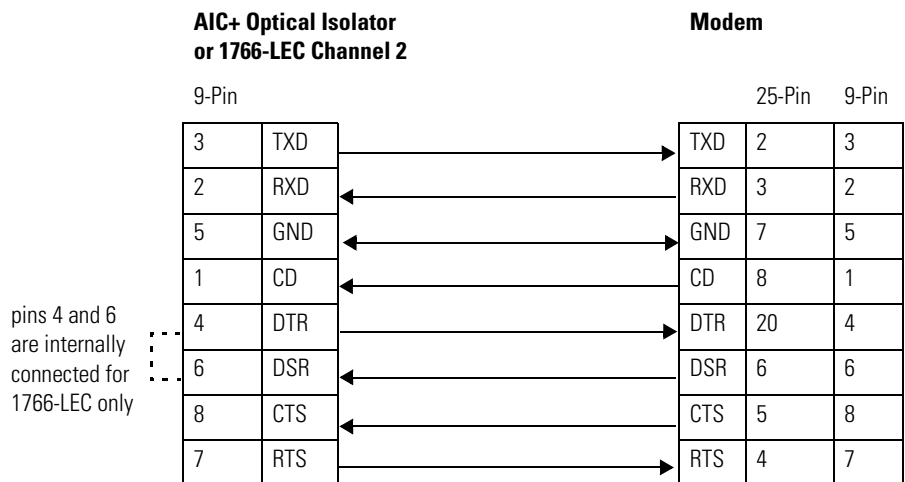 AIC+ Optical Isolator
or 1766-LEC Channel 2
Modem
9-Pin
25-Pin 9-Pin
3 TXD TXD 2 3
2 RXD RXD 3 2
5 GND GND 7 5
1 CD CD 8 1
4 DTR DTR 20 4
6 DSR DSR 6 6
8 CTS CTS 5 8
7 RTS RTS 4 7
pins 4 and 6
are internally
connected for
1766-LEC only